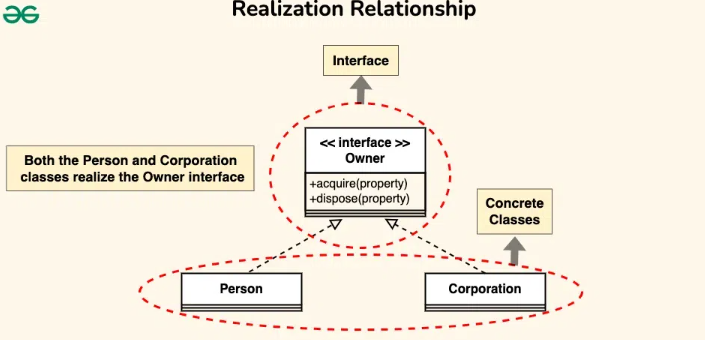 Realization Relationship
Interface
<< interface >>
Owner
+acquire(property)
+dispose(property)
Both the Person and Corporation
classes realize the Owner interface
Concrete
Classes
Person
Corporation